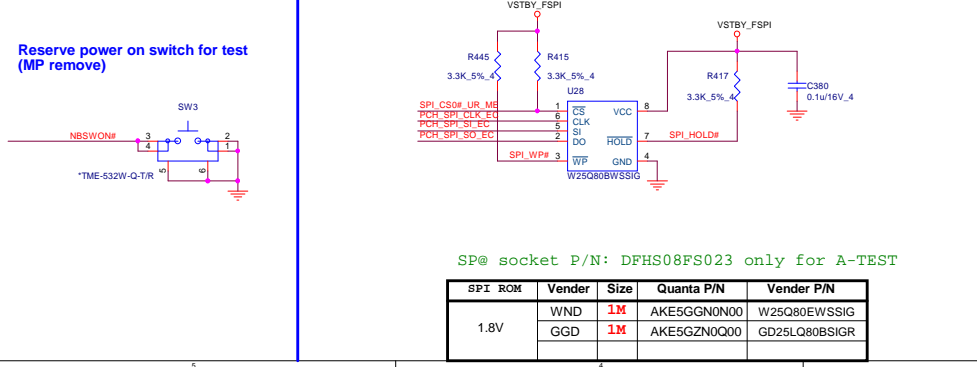 Reserve power on switch for test
(MP remove)
SW3
NBSWON#
3
4
2
1
5
6
*TME-532W-Q-T/R
VSTBY_FSPI
VSTBY_FSPI
R445
R415
3.3K_5%_4
3.3K_5%_4
R417
3.3K_5%_4
C380
0.1u/16V_4
U28
SPI_CS0#_UR_ME
PCH_SPI_CLK_EC
PCH_SPI_SI_EC
PCH_SPI_SO_EC
SPI_WP#
1
6
5
2
3
CS
CLK
SI
DO
WP
VCC
HOLD
GND
8
7
4
SPI_HOLD#
W25Q80BWSSIG
SP@ socket P/N: DFHS08FS023 only for A-TEST
SPI ROM Vender Size Quanta P/N Vender P/N
1.8V
WND 1M AKE5GGN0N00 W25Q80EWSSIG
GGD 1M AKE5GZN0Q00 GD25LQ80BSIGR
5
4